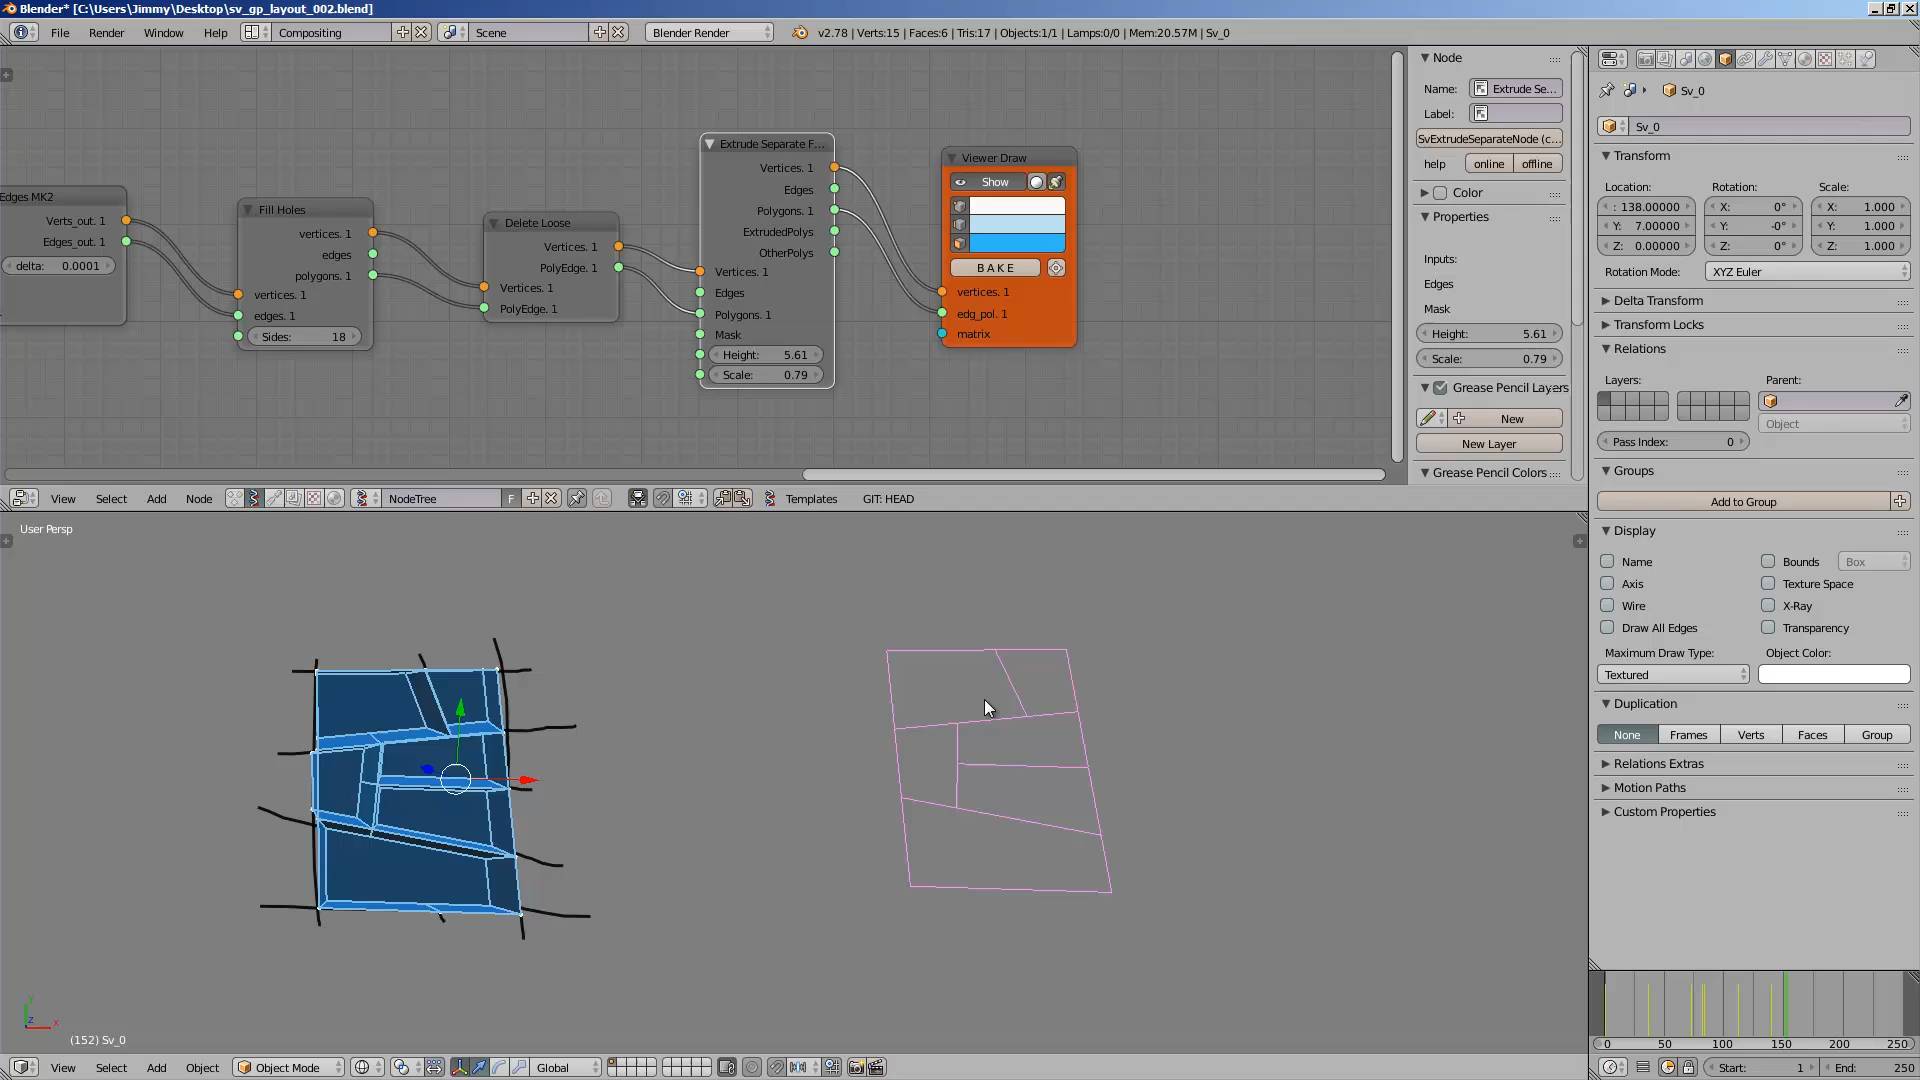 Blender* [C:\Users\Jimmy\Desktop\sv_gp_layout_002.blend]
File Render Window Help Compositing Scene Blender Render v2.78 | Verts:15 | Faces:6 | Tris:17 | Objects:1/1 | Lamps:0/0 | Mem:20.57M | Sv_0
Edges MK2
Verts_out. 1
Edges_out. 1
delta: 0.0001
Fill Holes
vertices. 1
edges
polygons. 1
vertices. 1
edges. 1
Sides: 18
Delete Loose
Vertices. 1
PolyEdge. 1
Vertices. 1
PolyEdge. 1
Extrude Separate F...
Vertices. 1
Edges
Polygons. 1
ExtrudedPolys
OtherPolys
Vertices. 1
Edges
Polygons. 1
Mask
Height: 5.61
Scale: 0.79
Viewer Draw
Show
BAKE
vertices. 1
edg_pol. 1
matrix
Node
Name: Extrude Se...
Label:
SvExtrudeSeparateNode (c...
help online offline
Color
Properties
Inputs:
Edges
Mask
Height: 5.61
Scale: 0.79
Grease Pencil Layers
New
New Layer
Grease Pencil Colors
Sv_0
Sv_0
Transform
Location: Rotation: Scale:
: 138.00000 X: 0° X: 1.000
Y: 7.00000 Y: -0° Y: 1.000
Z: 0.00000 Z: 0° Z: 1.000
Rotation Mode: XYZ Euler
Delta Transform
Transform Locks
Relations
Layers: Parent:
Object
Pass Index: 0
Groups
Add to Group
Display
Name Bounds Box
Axis Texture Space
Wire X-Ray
Draw All Edges Transparency
Maximum Draw Type: Object Color:
Textured
Duplication
None Frames Verts Faces Group
Relations Extras
Motion Paths
Custom Properties
View Select Add Node NodeTree F Templates GIT: HEAD
User Persp
y
z x
(152) Sv_0
View Select Add Object Object Mode Global
0 50 100 150 200 250
Start: 1 End: 250